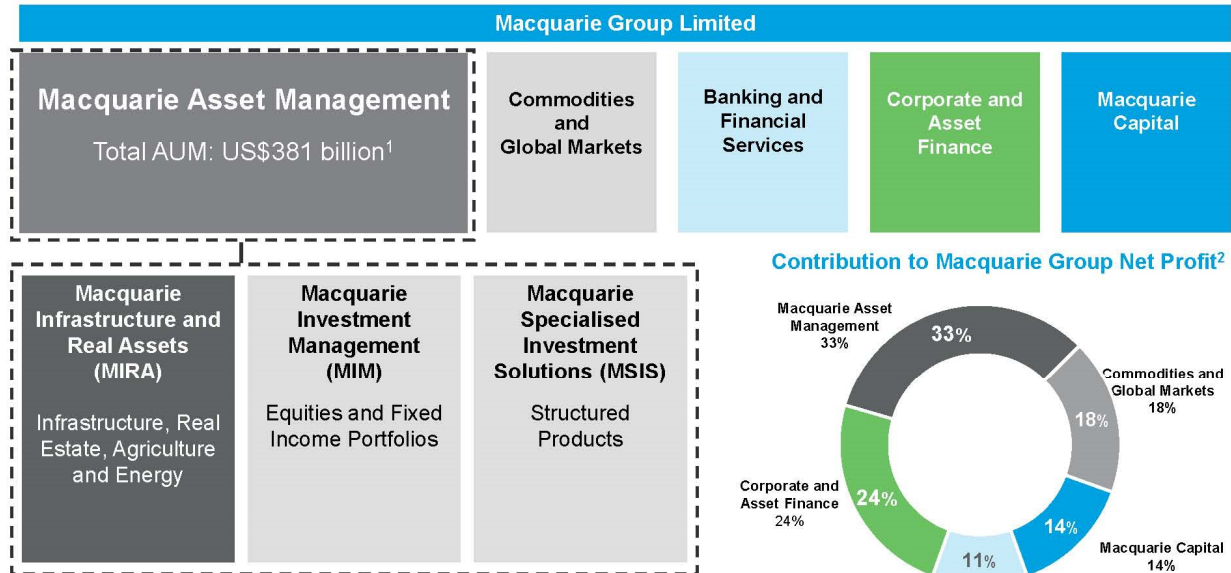 Macquarie Group Limited
Macquarie Asset Management
Total AUM: US$381 billion¹
Commodities
and
Global Markets
Banking and
Financial
Services
Corporate and
Asset
Finance
Macquarie
Capital
Macquarie
Infrastructure and
Real Assets
(MIRA)
Infrastructure, Real
Estate, Agriculture
and Energy
Macquarie
Investment
Management
(MIM)
Equities and Fixed
Income Portfolios
Macquarie
Specialised
Investment
Solutions (MSIS)
Structured
Products
Contribution to Macquarie Group Net Profit²
Macquarie Asset
Management
33%
33%
Commodities and
Global Markets
18%
18%
Corporate and
Asset Finance
24%
24%
14%
Macquarie Capital
14%
11%